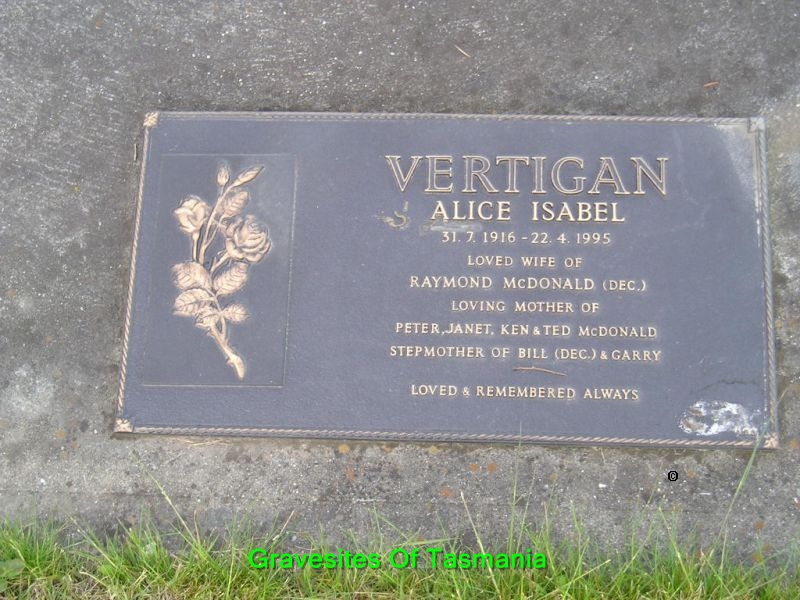 VERTIGAN
ALICE ISABEL
31. 7. 1916 - 22. 4. 1995
LOVED WIFE OF
RAYMOND McDONALD (DEC.)
LOVING MOTHER OF
PETER, JANET, KEN & TED McDONALD
STEPMOTHER OF BILL (DEC.) & GARRY
LOVED & REMEMBERED ALWAYS
©
Gravesites Of Tasmania